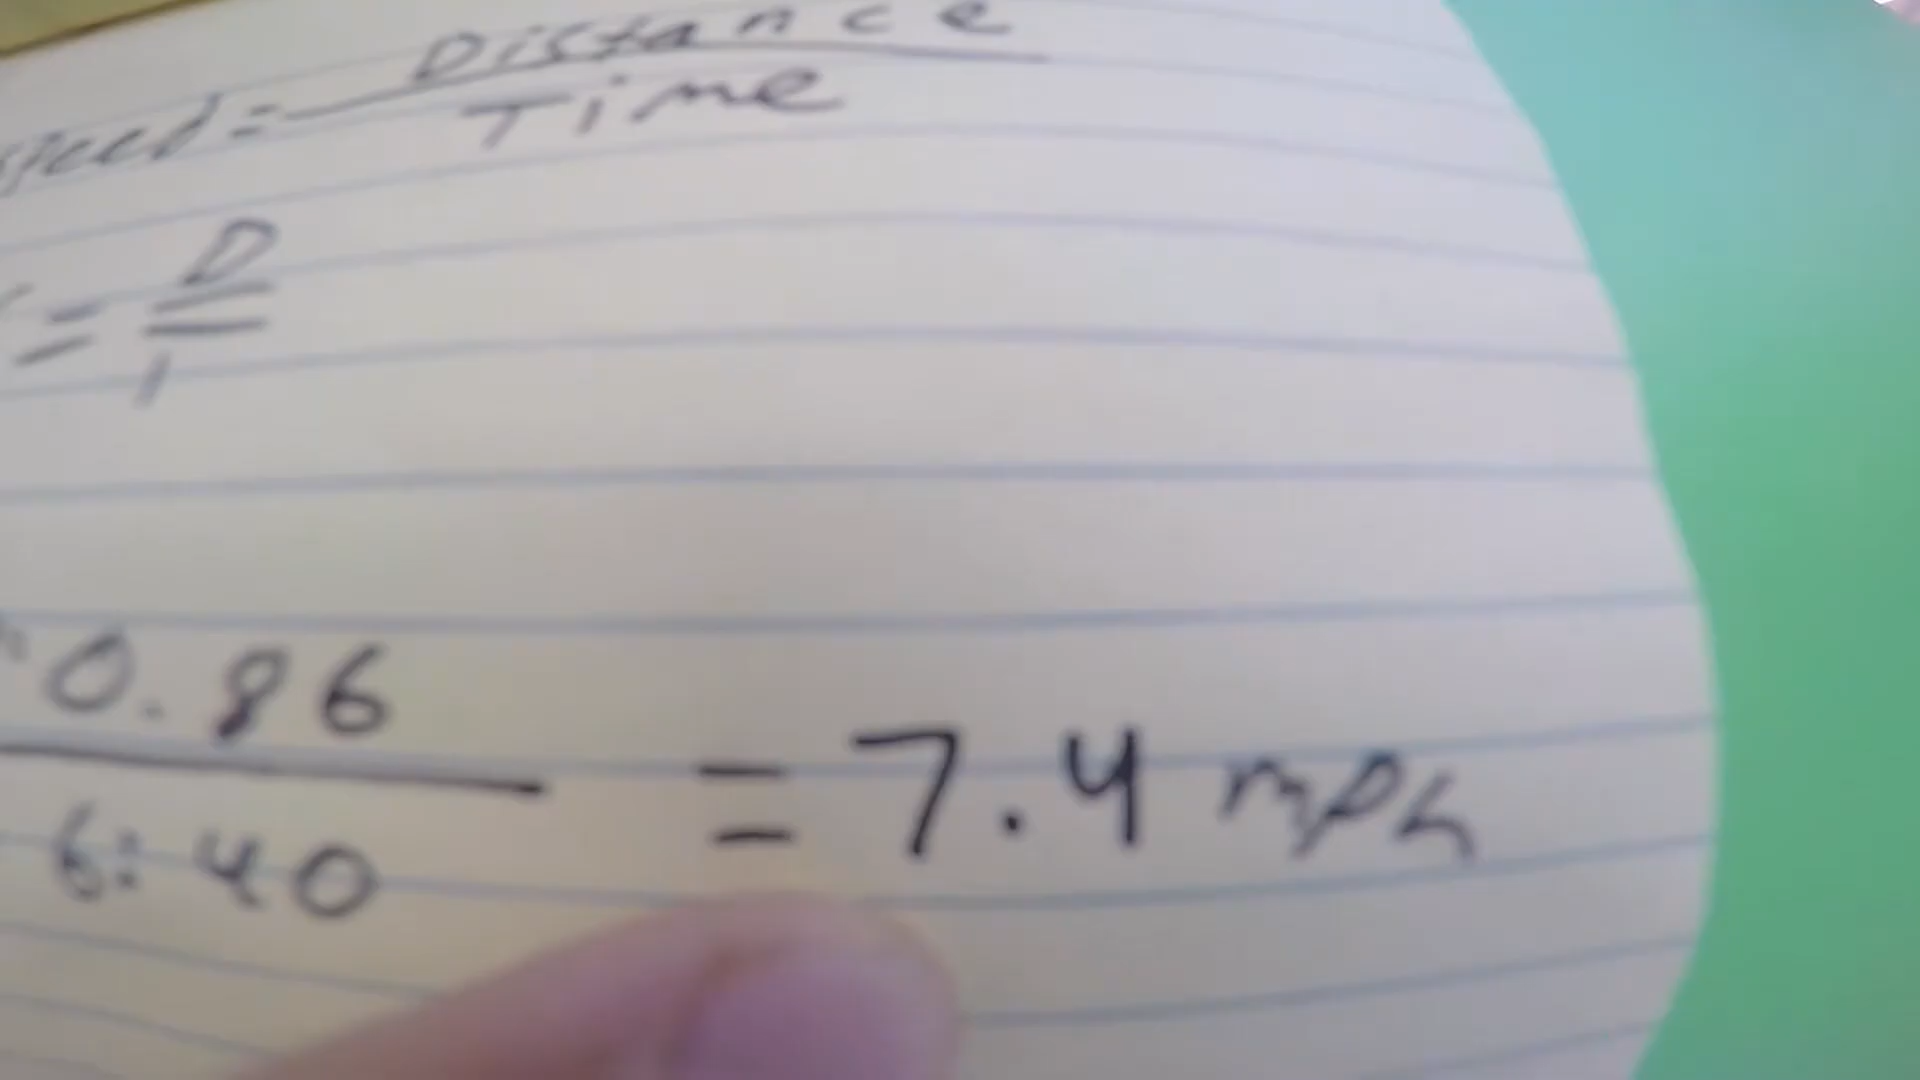 Speed = Distance
Time
= D
0.86
= 7.4 mph
6:40